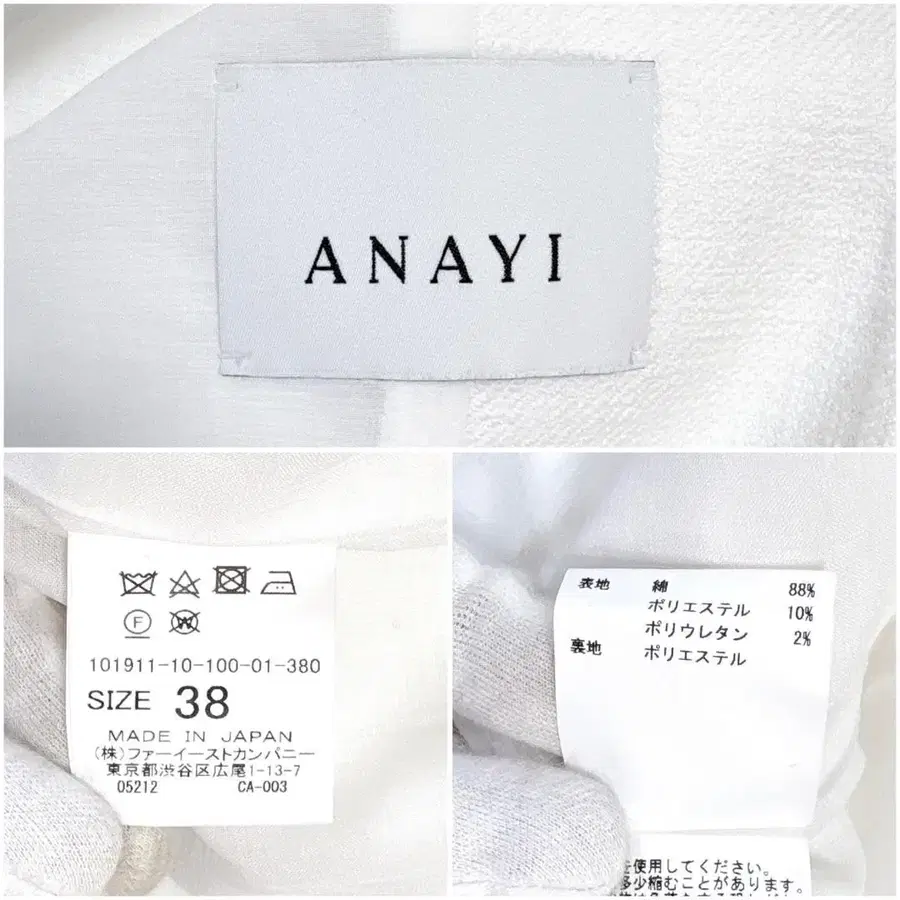 ANAYI
F
W
101911-10-100-01-380
SIZE 38
MADE IN JAPAN
(株)ファーイーストカンパニー
東京都渋谷区広尾1-13-7
05212 CA-003
表地 綿 88%
ポリエステル 10%
ポリウレタン 2%
裏地 ポリエステル
を使用してください。
多少縮むことがあります。